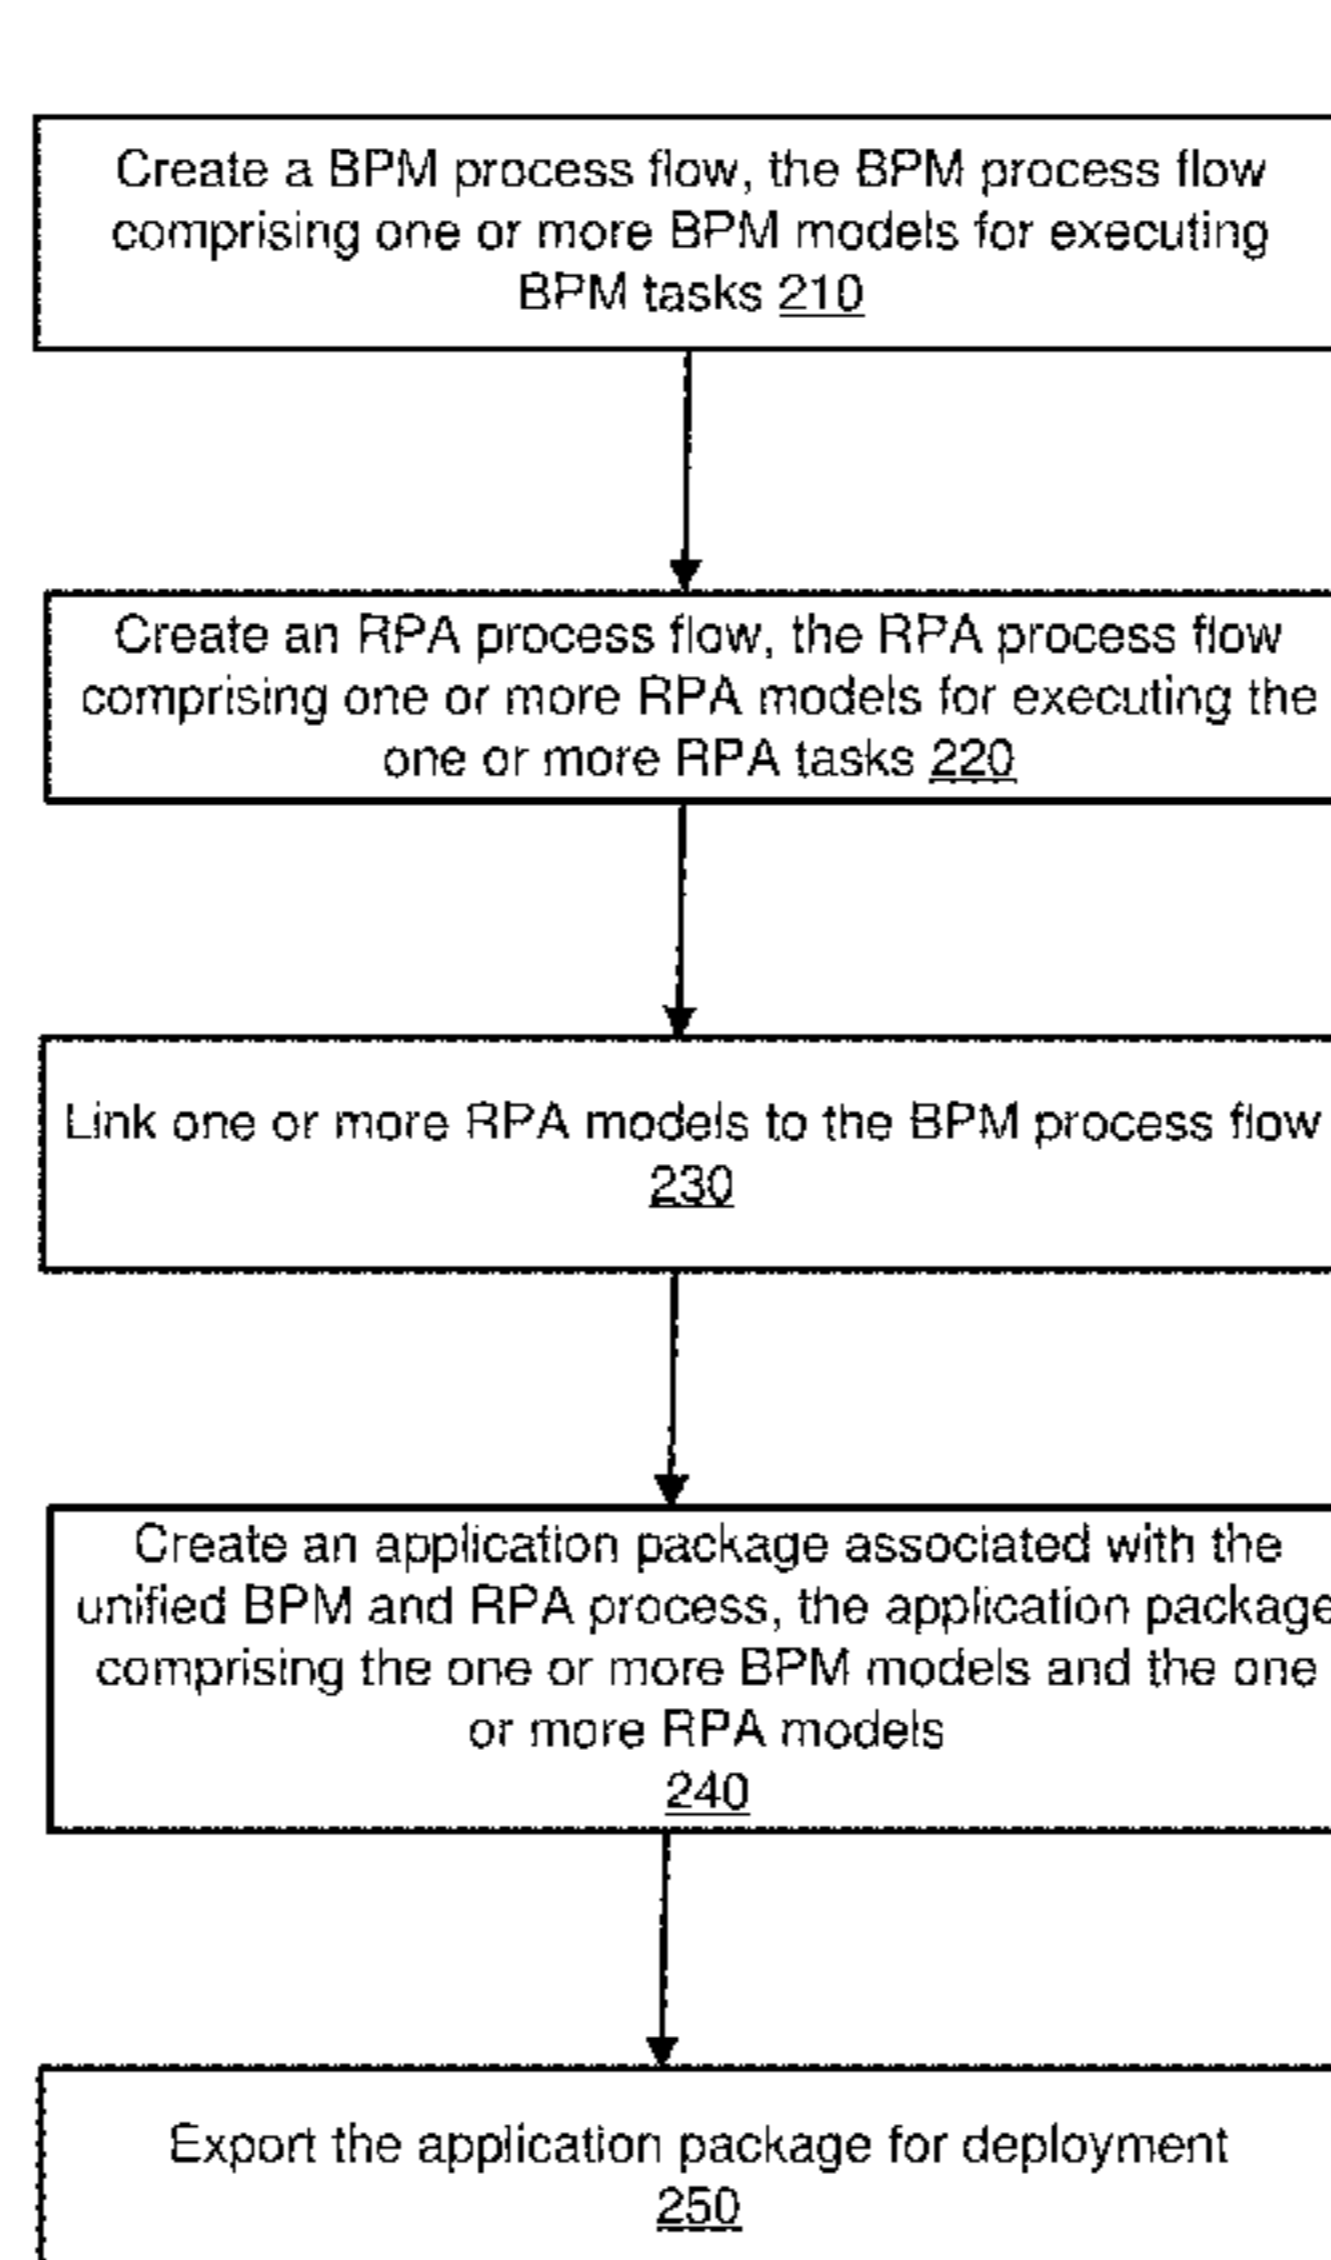 Create a BPM process flow, the BPM process flow
comprising one or more BPM models for executing
BPM tasks 210
Create an RPA process flow, the RPA process flow
comprising one or more RPA models for executing the
one or more RPA tasks 220
Link one or more RPA models to the BPM process flow
230
Create an application package associated with the
unified BPM and RPA process, the application package
comprising the one or more BPM models and the one
or more RPA models
240
Export the application package for deployment
250